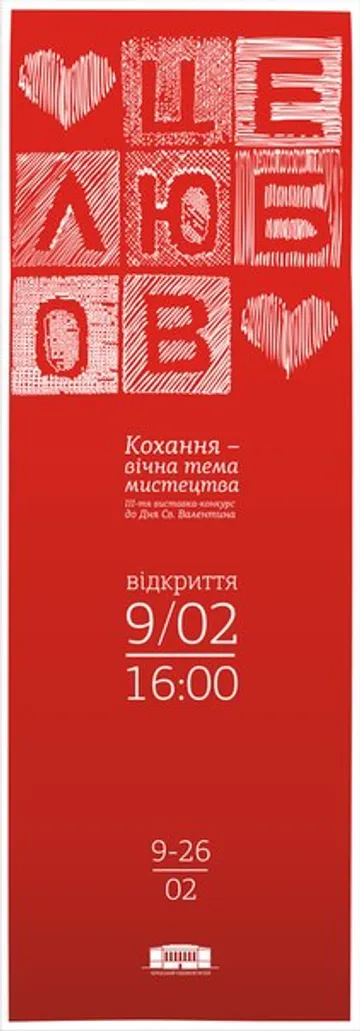 ЦЕ
ЛЮБ
ОВ
Кохання –
вічна тема
мистецтва
III-тя виставка-конкурс
до Дня Св. Валентина
відкриття
9/02
16:00
9-26
02